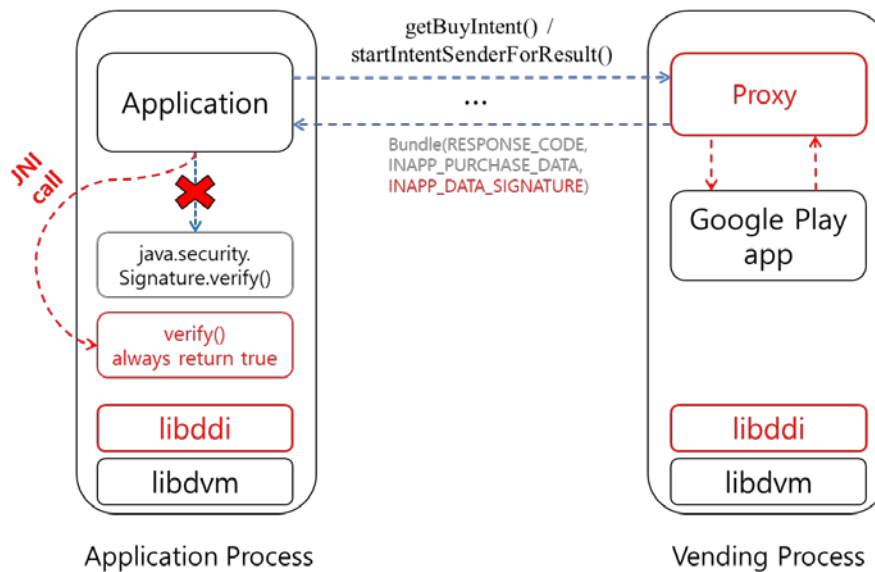 getBuyIntent() /
startIntentSenderForResult()
...
Application
Proxy
Bundle(RESPONSE_CODE,
INAPP_PURCHASE_DATA,
INAPP_DATA_SIGNATURE)
JNI
call
Google Play
app
java.security.
Signature.verify()
verify()
always return true
libddi
libddi
libdvm
libdvm
Application Process
Vending Process